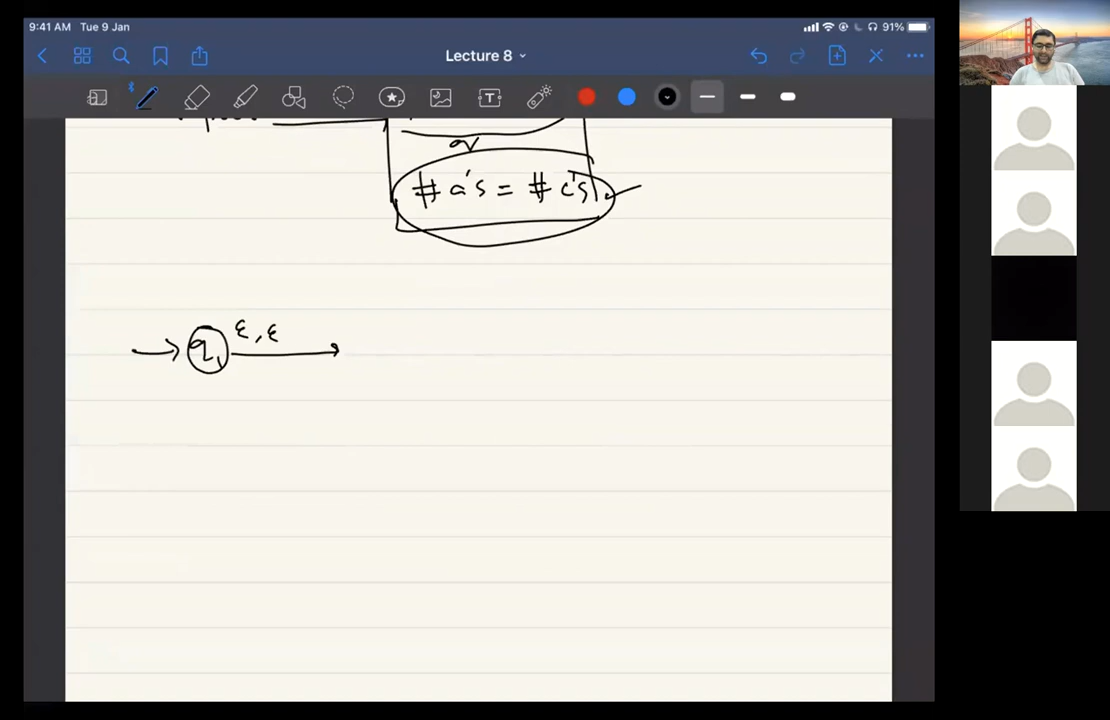 9:41 AM Tue 9 Jan
91%
Lecture 8
T
# a's = # c's
ε, ε
q₁